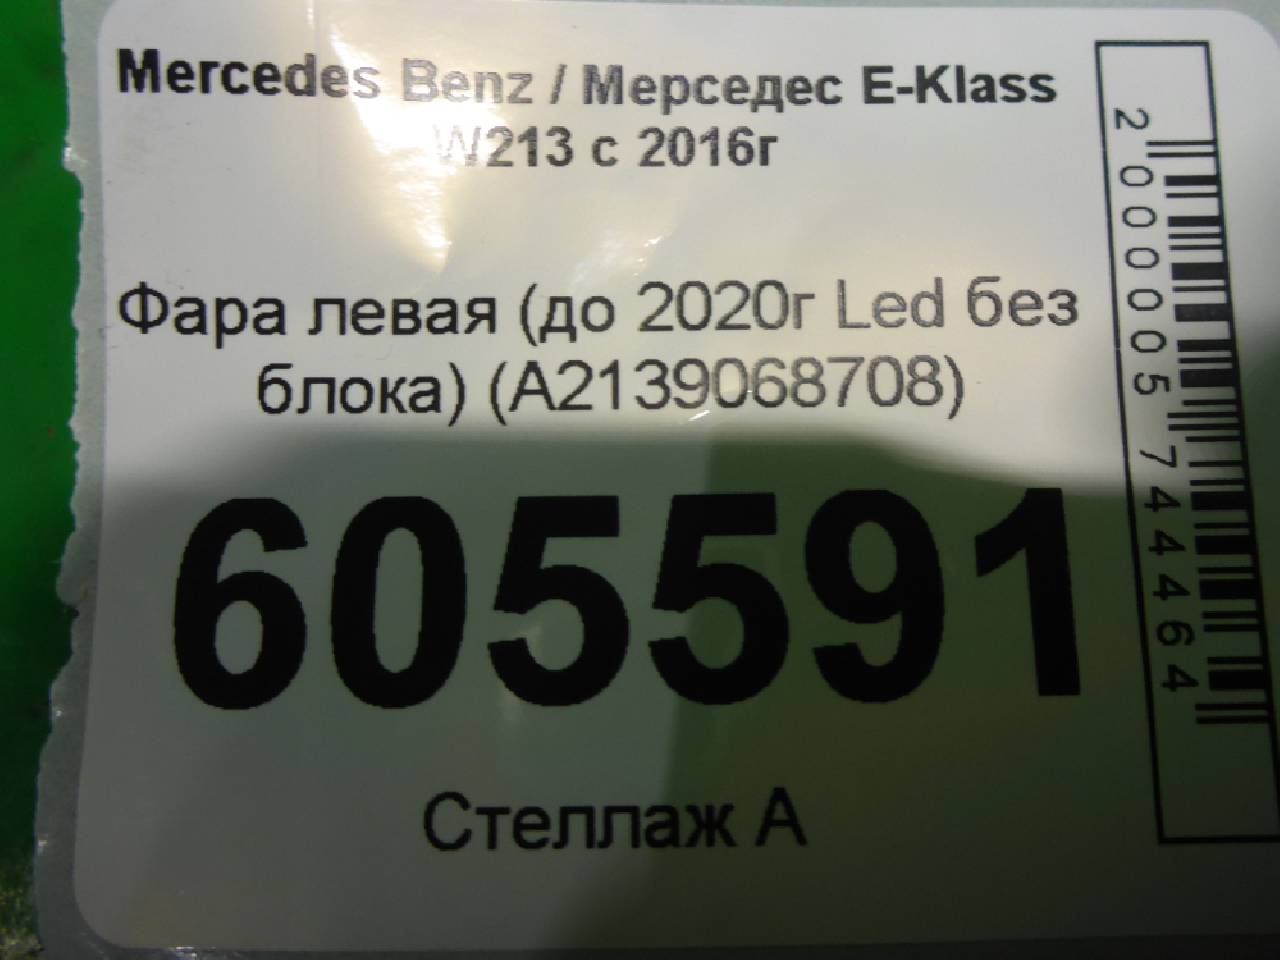 Mercedes Benz / Мерседес E-Klass
W213 с 2016г
Фара левая (до 2020г Led без
блока) (A2139068708)
605591
Стеллаж А
2000005744464